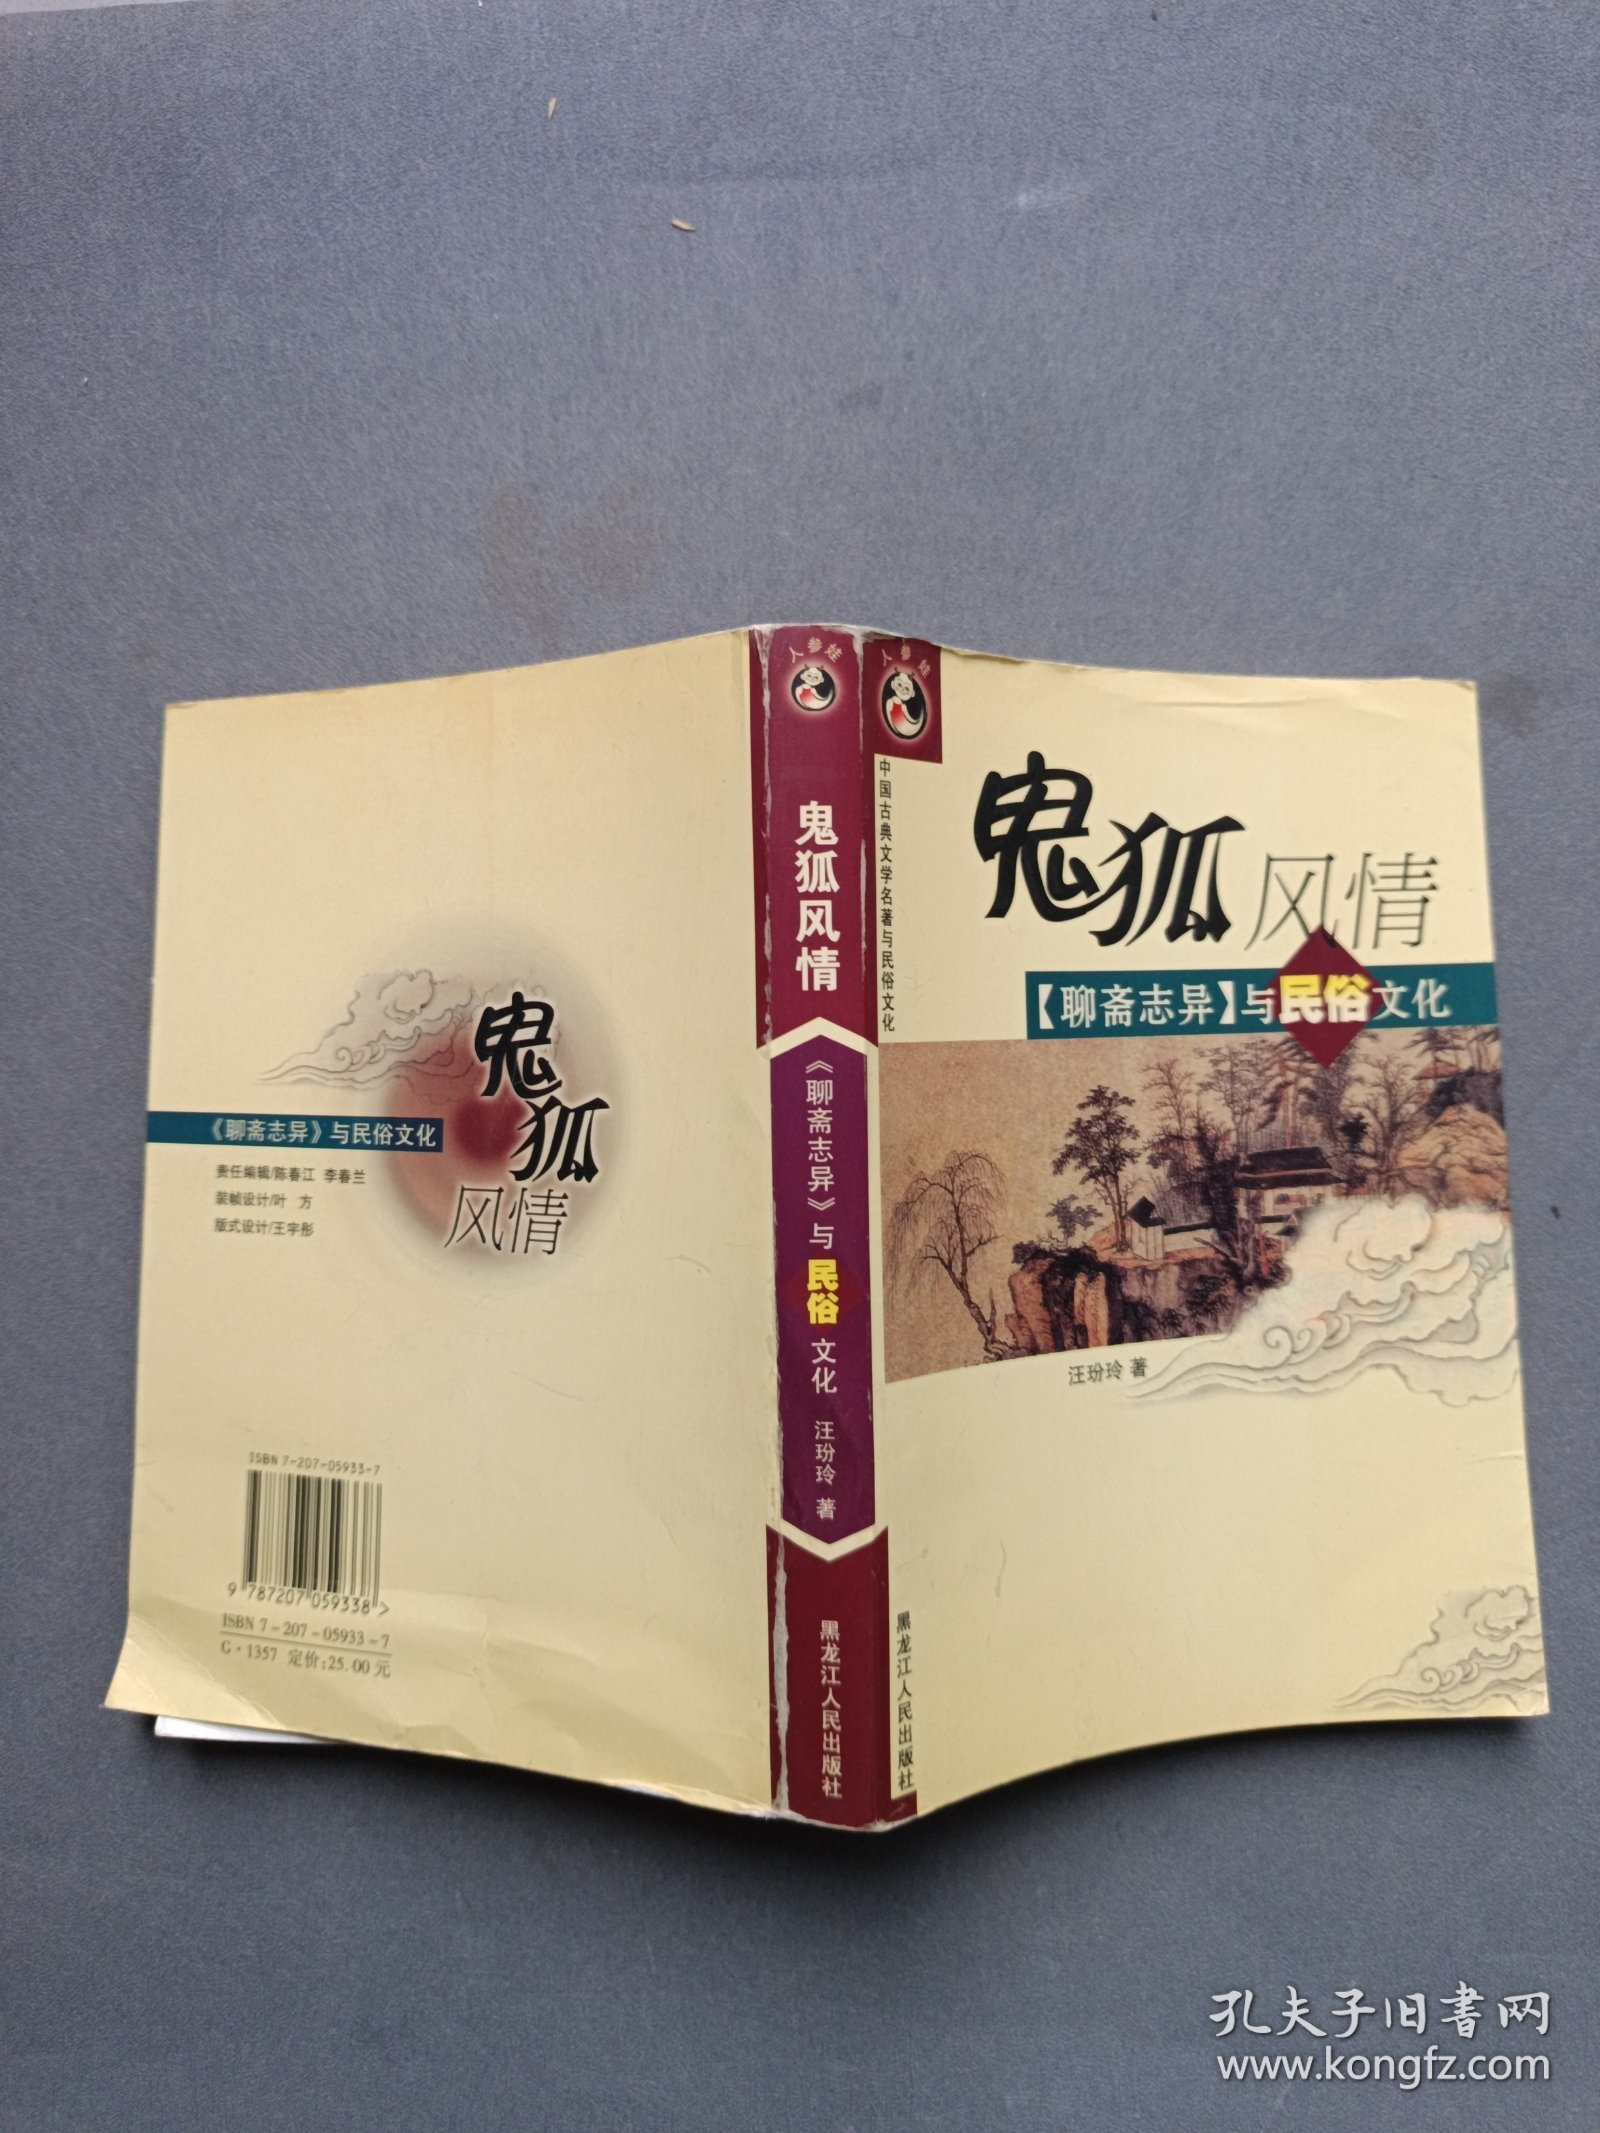 鬼狐
风情
《聊斋志异》与民俗文化
责任编辑/陈春江 李春兰
装帧设计/叶 方
版式设计/王宇彤
ISBN 7-207-05933-7
9 787207 059338 >
ISBN 7-207-05933-7
G·1357 定价:25.00元
人参娃
鬼狐风情
《聊斋志异》与民俗文化
汪玢玲 著
黑龙江人民出版社
人参娃
中国古典文学名著与民俗文化
鬼狐风情
【聊斋志异】与民俗文化
汪玢玲 著
黑龙江人民出版社
孔夫子旧书网
www.kongfz.com